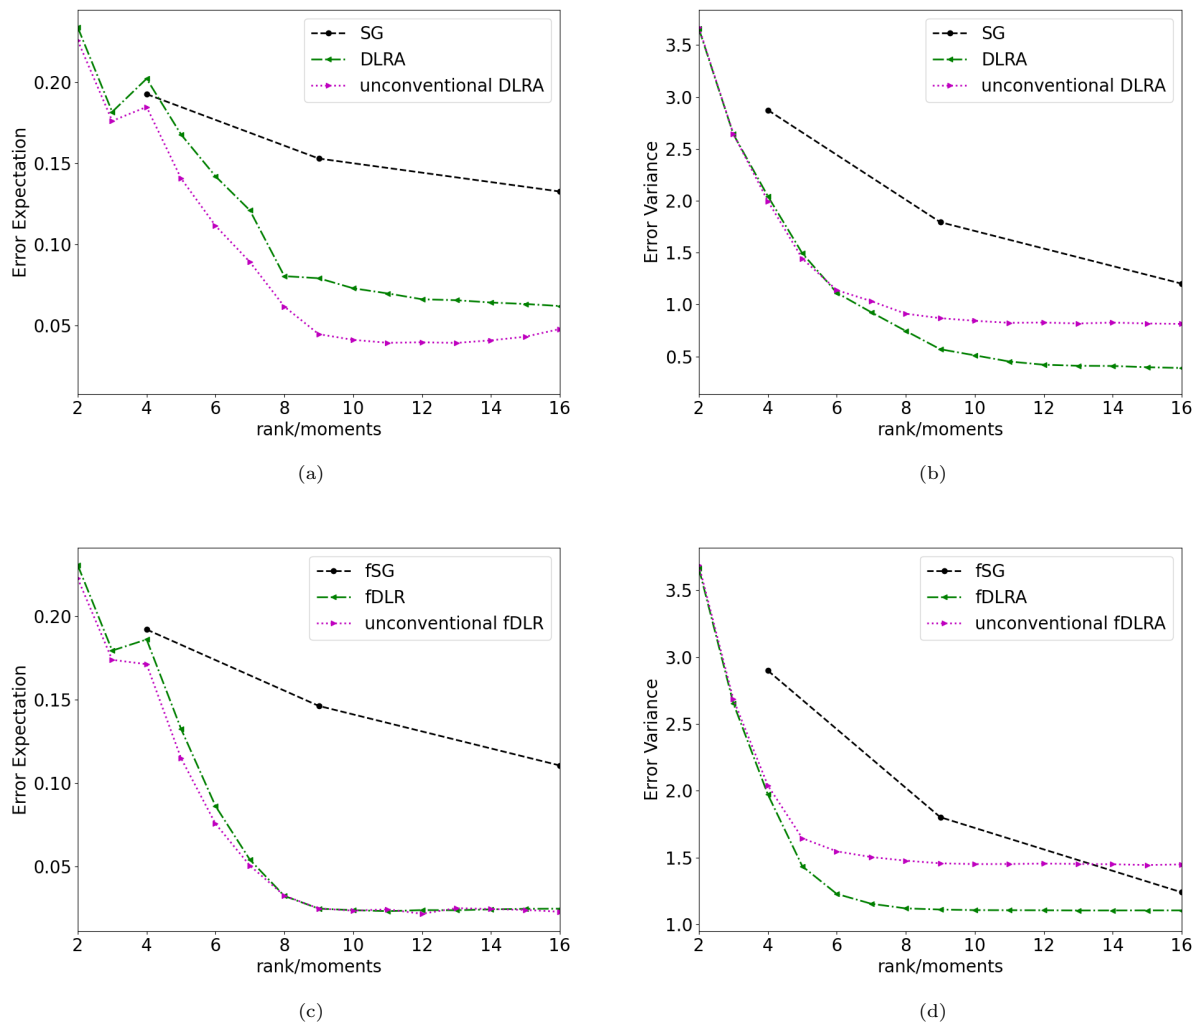 SG
DLRA
unconventional DLRA
0.20
0.15
0.10
0.05
Error Expectation
2 4 6 8 10 12 14 16
rank/moments
(a)
SG
DLRA
unconventional DLRA
3.5
3.0
2.5
2.0
1.5
1.0
0.5
Error Variance
2 4 6 8 10 12 14 16
rank/moments
(b)
fSG
fDLR
unconventional fDLR
0.20
0.15
0.10
0.05
Error Expectation
2 4 6 8 10 12 14 16
rank/moments
(c)
fSG
fDLRA
unconventional fDLRA
3.5
3.0
2.5
2.0
1.5
1.0
Error Variance
2 4 6 8 10 12 14 16
rank/moments
(d)